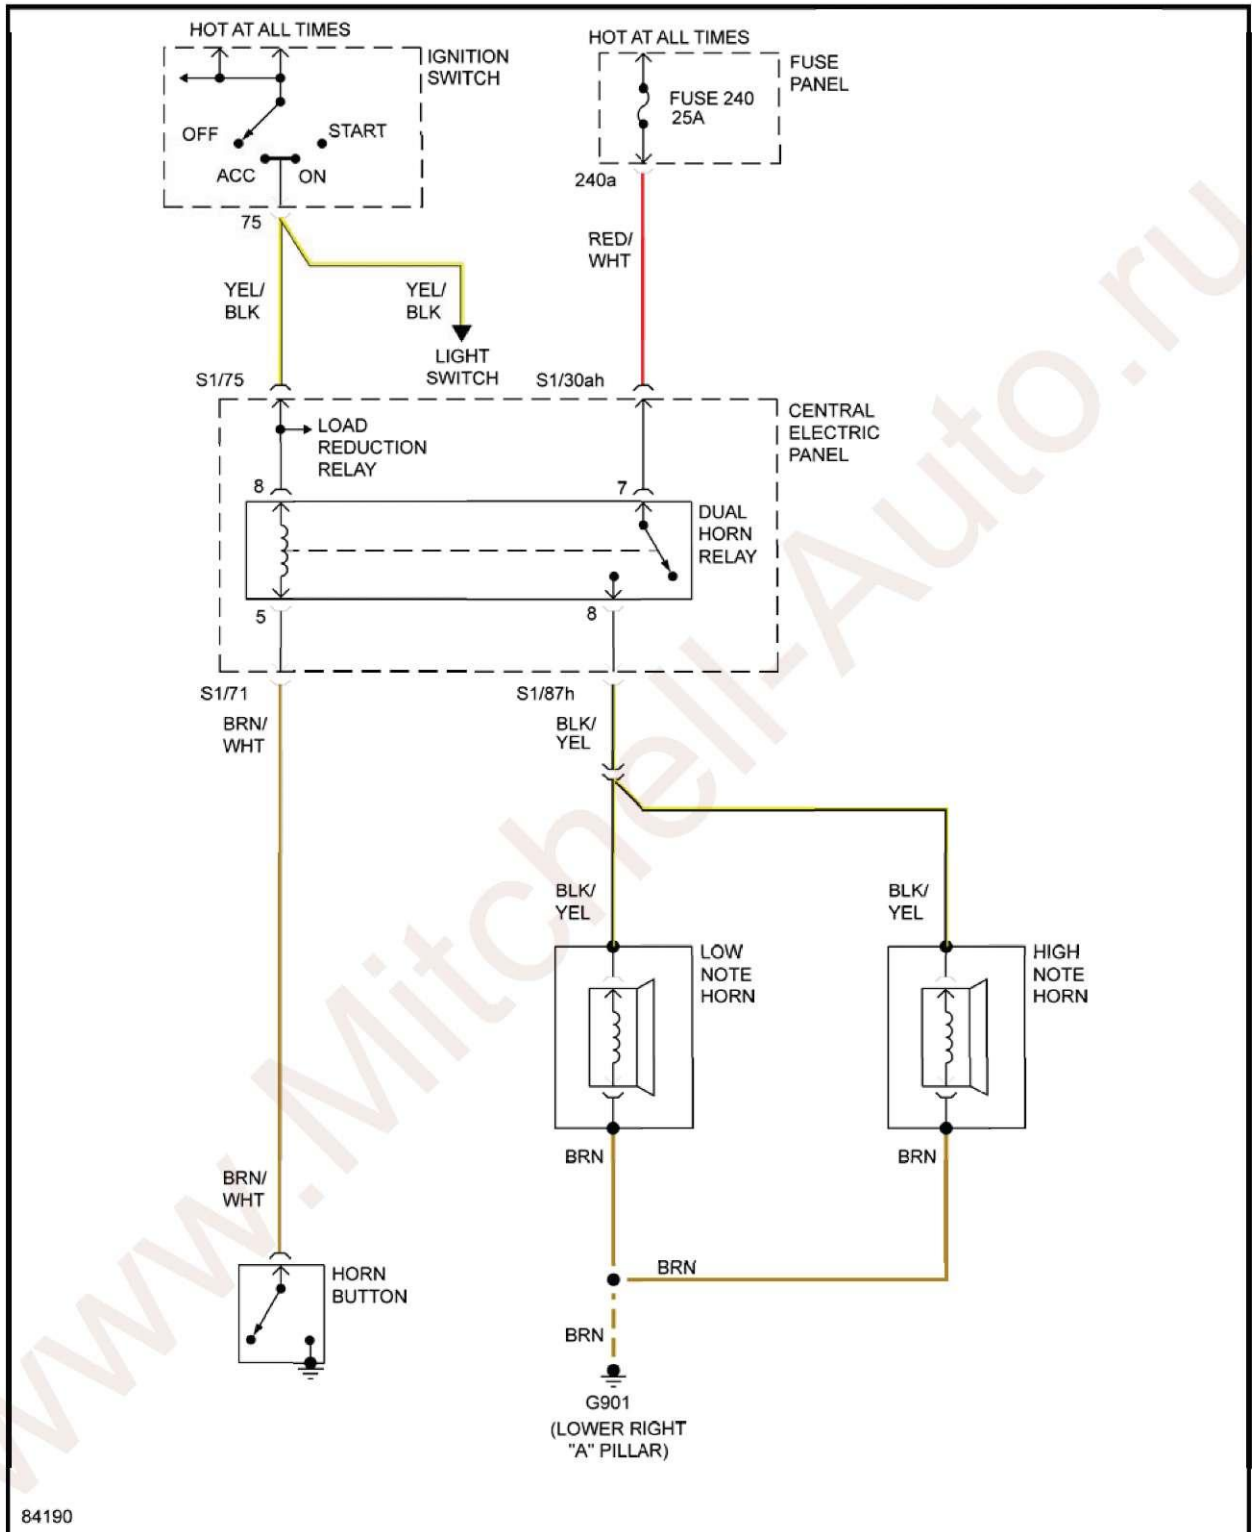 HOT AT ALL TIMES
IGNITION
SWITCH
OFF
START
ACC
ON
75
HOT AT ALL TIMES
FUSE
PANEL
FUSE 240
25A
240a
RED/
WHT
YEL/
BLK
YEL/
BLK
LIGHT
SWITCH
S1/75
S1/30ah
CENTRAL
ELECTRIC
PANEL
LOAD
REDUCTION
RELAY
8
7
DUAL
HORN
RELAY
5
8
S1/71
S1/87h
BRN/
WHT
BLK/
YEL
BLK/
YEL
BLK/
YEL
LOW
NOTE
HORN
HIGH
NOTE
HORN
BRN
BRN
BRN/
WHT
HORN
BUTTON
BRN
BRN
G901
(LOWER RIGHT
"A" PILLAR)
84190
www.Mitchell-Auto.ru